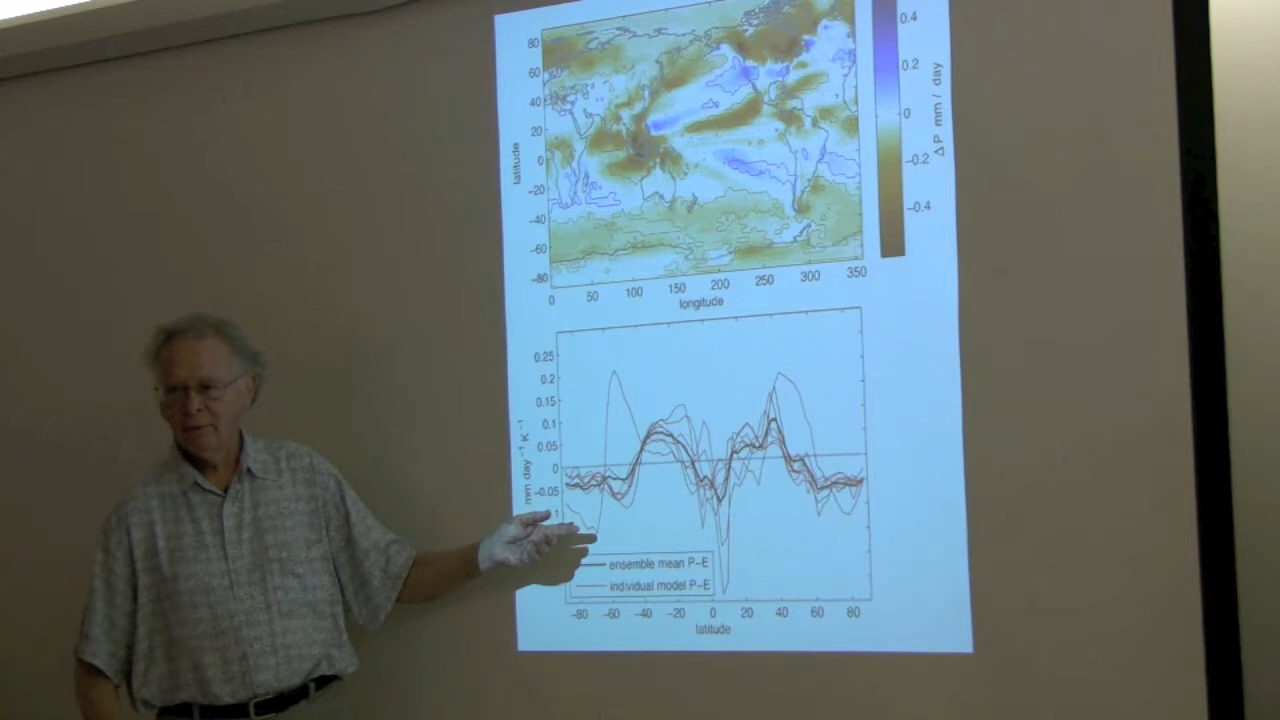 80
60
40
20
0
−20
−40
−60
−80
latitude
0 50 100 150 200 250 300 350
longitude
0.4
0.2
0
−0.2
−0.4
Δ P mm / day
0.25
0.2
0.15
0.1
0.05
0
−0.05
mm day⁻¹ K⁻¹
ensemble mean P−E
individual model P−E
−80 −60 −40 −20 0 20 40 60 80
latitude